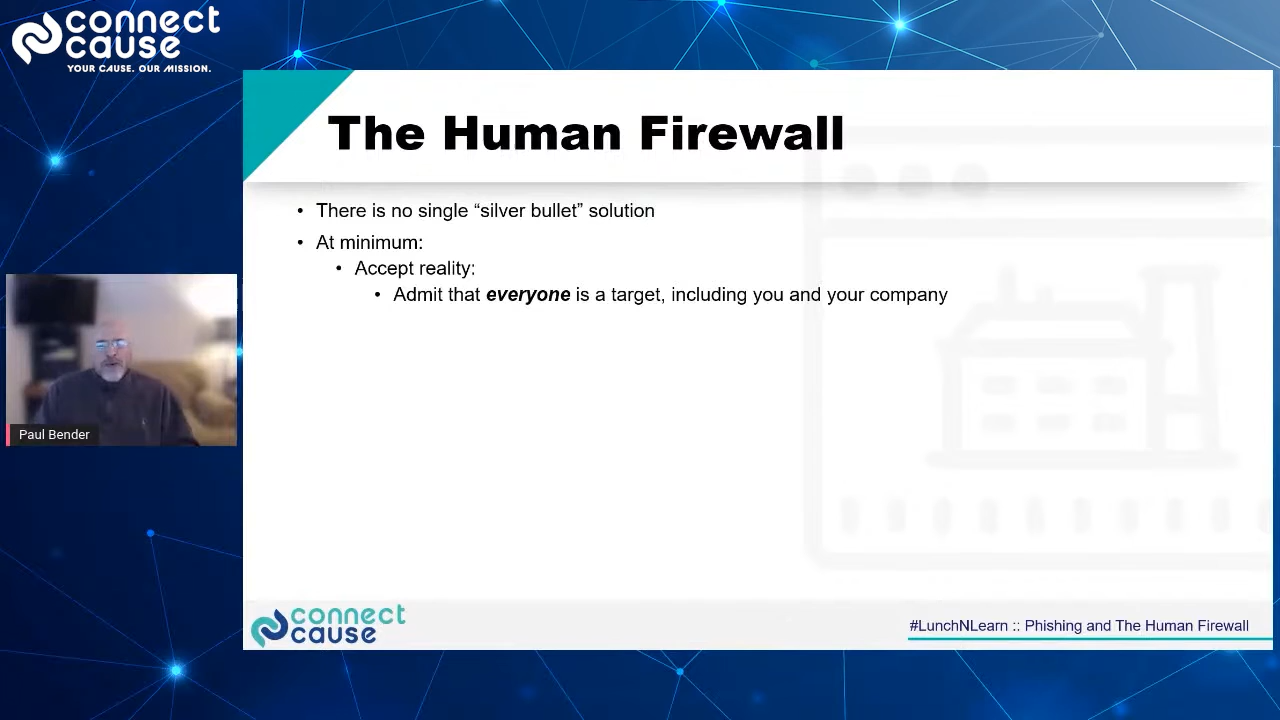 connect
cause
YOUR CAUSE. OUR MISSION.
The Human Firewall
• There is no single “silver bullet” solution
• At minimum:
• Accept reality:
• Admit that everyone is a target, including you and your company
Paul Bender
connect
cause
#LunchNLearn :: Phishing and The Human Firewall